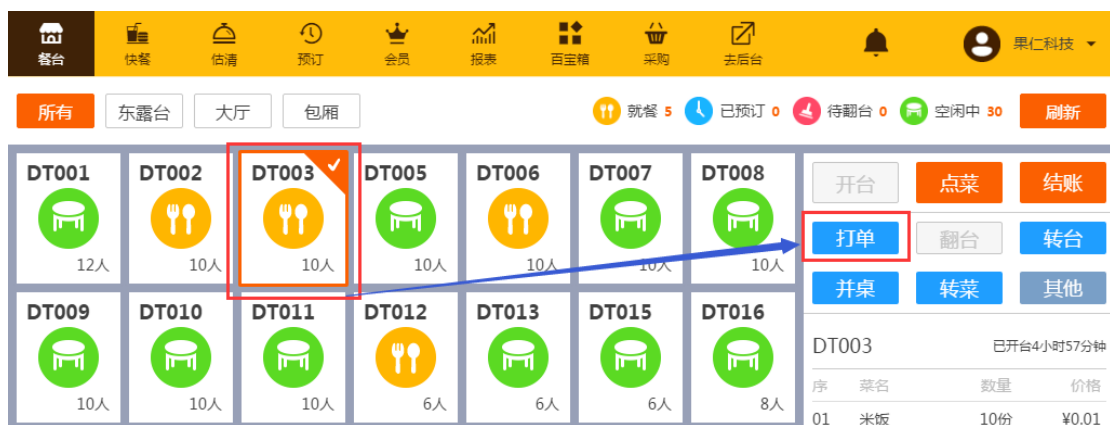 餐台 快餐 估清 预订 会员 报表 百宝箱 采购 去后台 果仁科技
所有 东露台 大厅 包厢 就餐 5 已预订 0 待翻台 0 空闲中 30 刷新
DT001 DT002 DT003 DT005 DT006 DT007 DT008
12人 10人 10人 10人 10人 10人 10人
开台 点菜 结账
打单 翻台 转台
并桌 转菜 其他
DT009 DT010 DT011 DT012 DT013 DT015 DT016
10人 10人 10人 6人 6人 6人 8人
DT003 已开台4小时57分钟
序 菜名 数量 价格
01 米饭 10份 ¥0.01